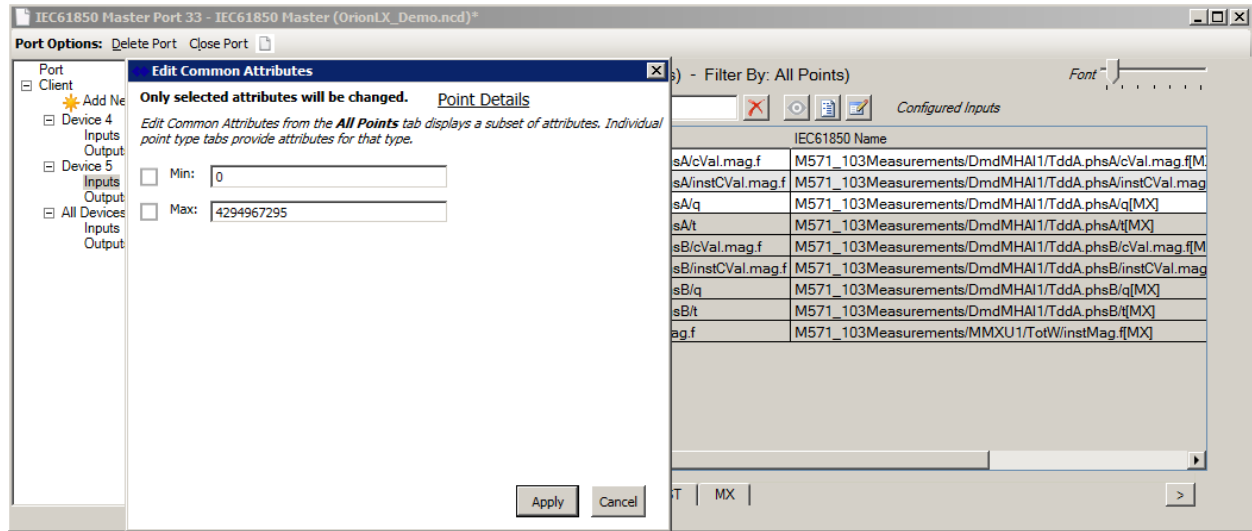 IEC61850 Master Port 33 - IEC61850 Master (OrionLX_Demo.ncd)*
Port Options: Delete Port Close Port
Port
Client
Add Ne
Device 4
Inputs
Output
Device 5
Inputs
Output
All Devices
Inputs
Output
Edit Common Attributes
Only selected attributes will be changed. Point Details
Edit Common Attributes from the All Points tab displays a subset of attributes. Individual
point type tabs provide attributes for that type.
Min: 0
Max: 4294967295
Apply Cancel
s) - Filter By: All Points) Font
Configured Inputs
IEC61850 Name
sA/cVal.mag.f M571_103Measurements/DmdMHAI1/TddA.phsA/cVal.mag.f[M.
sA/instCVal.mag.f M571_103Measurements/DmdMHAI1/TddA.phsA/instCVal.mag
sA/q M571_103Measurements/DmdMHAI1/TddA.phsA/q[MX]
sA/t M571_103Measurements/DmdMHAI1/TddA.phsA/t[MX]
sB/cVal.mag.f M571_103Measurements/DmdMHAI1/TddA.phsB/cVal.mag.f[M
sB/instCVal.mag.f M571_103Measurements/DmdMHAI1/TddA.phsB/instCVal.mag
sB/q M571_103Measurements/DmdMHAI1/TddA.phsB/q[MX]
sB/t M571_103Measurements/DmdMHAI1/TddA.phsB/t[MX]
ag.f M571_103Measurements/MMXU1/TotW/instMag.f[MX]
ST MX >